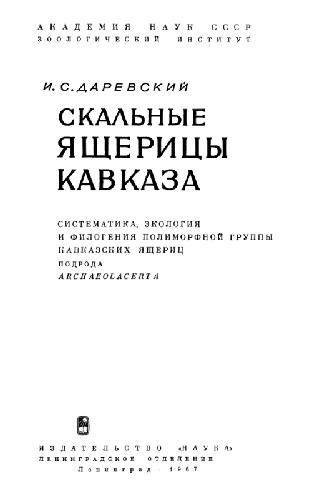 АКАДЕМИЯ НАУК СССР
ЗООЛОГИЧЕСКИЙ ИНСТИТУТ
И. С. ДАРЕВСКИЙ
СКАЛЬНЫЕ
ЯЩЕРИЦЫ
КАВКАЗА
СИСТЕМАТИКА, ЭКОЛОГИЯ
И ФИЛОГЕНИЯ ПОЛИМОРФНОЙ ГРУППЫ
КАВКАЗСКИХ ЯЩЕРИЦ
ПОДРОДА
ARCHAEOLACERTA
ИЗДАТЕЛЬСТВО «НАУКА»
ЛЕНИНГРАДСКОЕ ОТДЕЛЕНИЕ
Ленинград · 1967